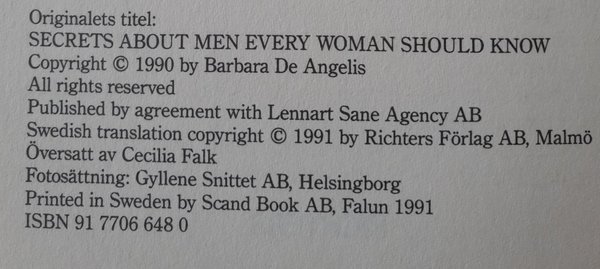 Originalets titel:
SECRETS ABOUT MEN EVERY WOMAN SHOULD KNOW
Copyright © 1990 by Barbara De Angelis
All rights reserved
Published by agreement with Lennart Sane Agency AB
Swedish translation copyright © 1991 by Richters Förlag AB, Malmö
Översatt av Cecilia Falk
Fotosättning: Gyllene Snittet AB, Helsingborg
Printed in Sweden by Scand Book AB, Falun 1991
ISBN 91 7706 648 0